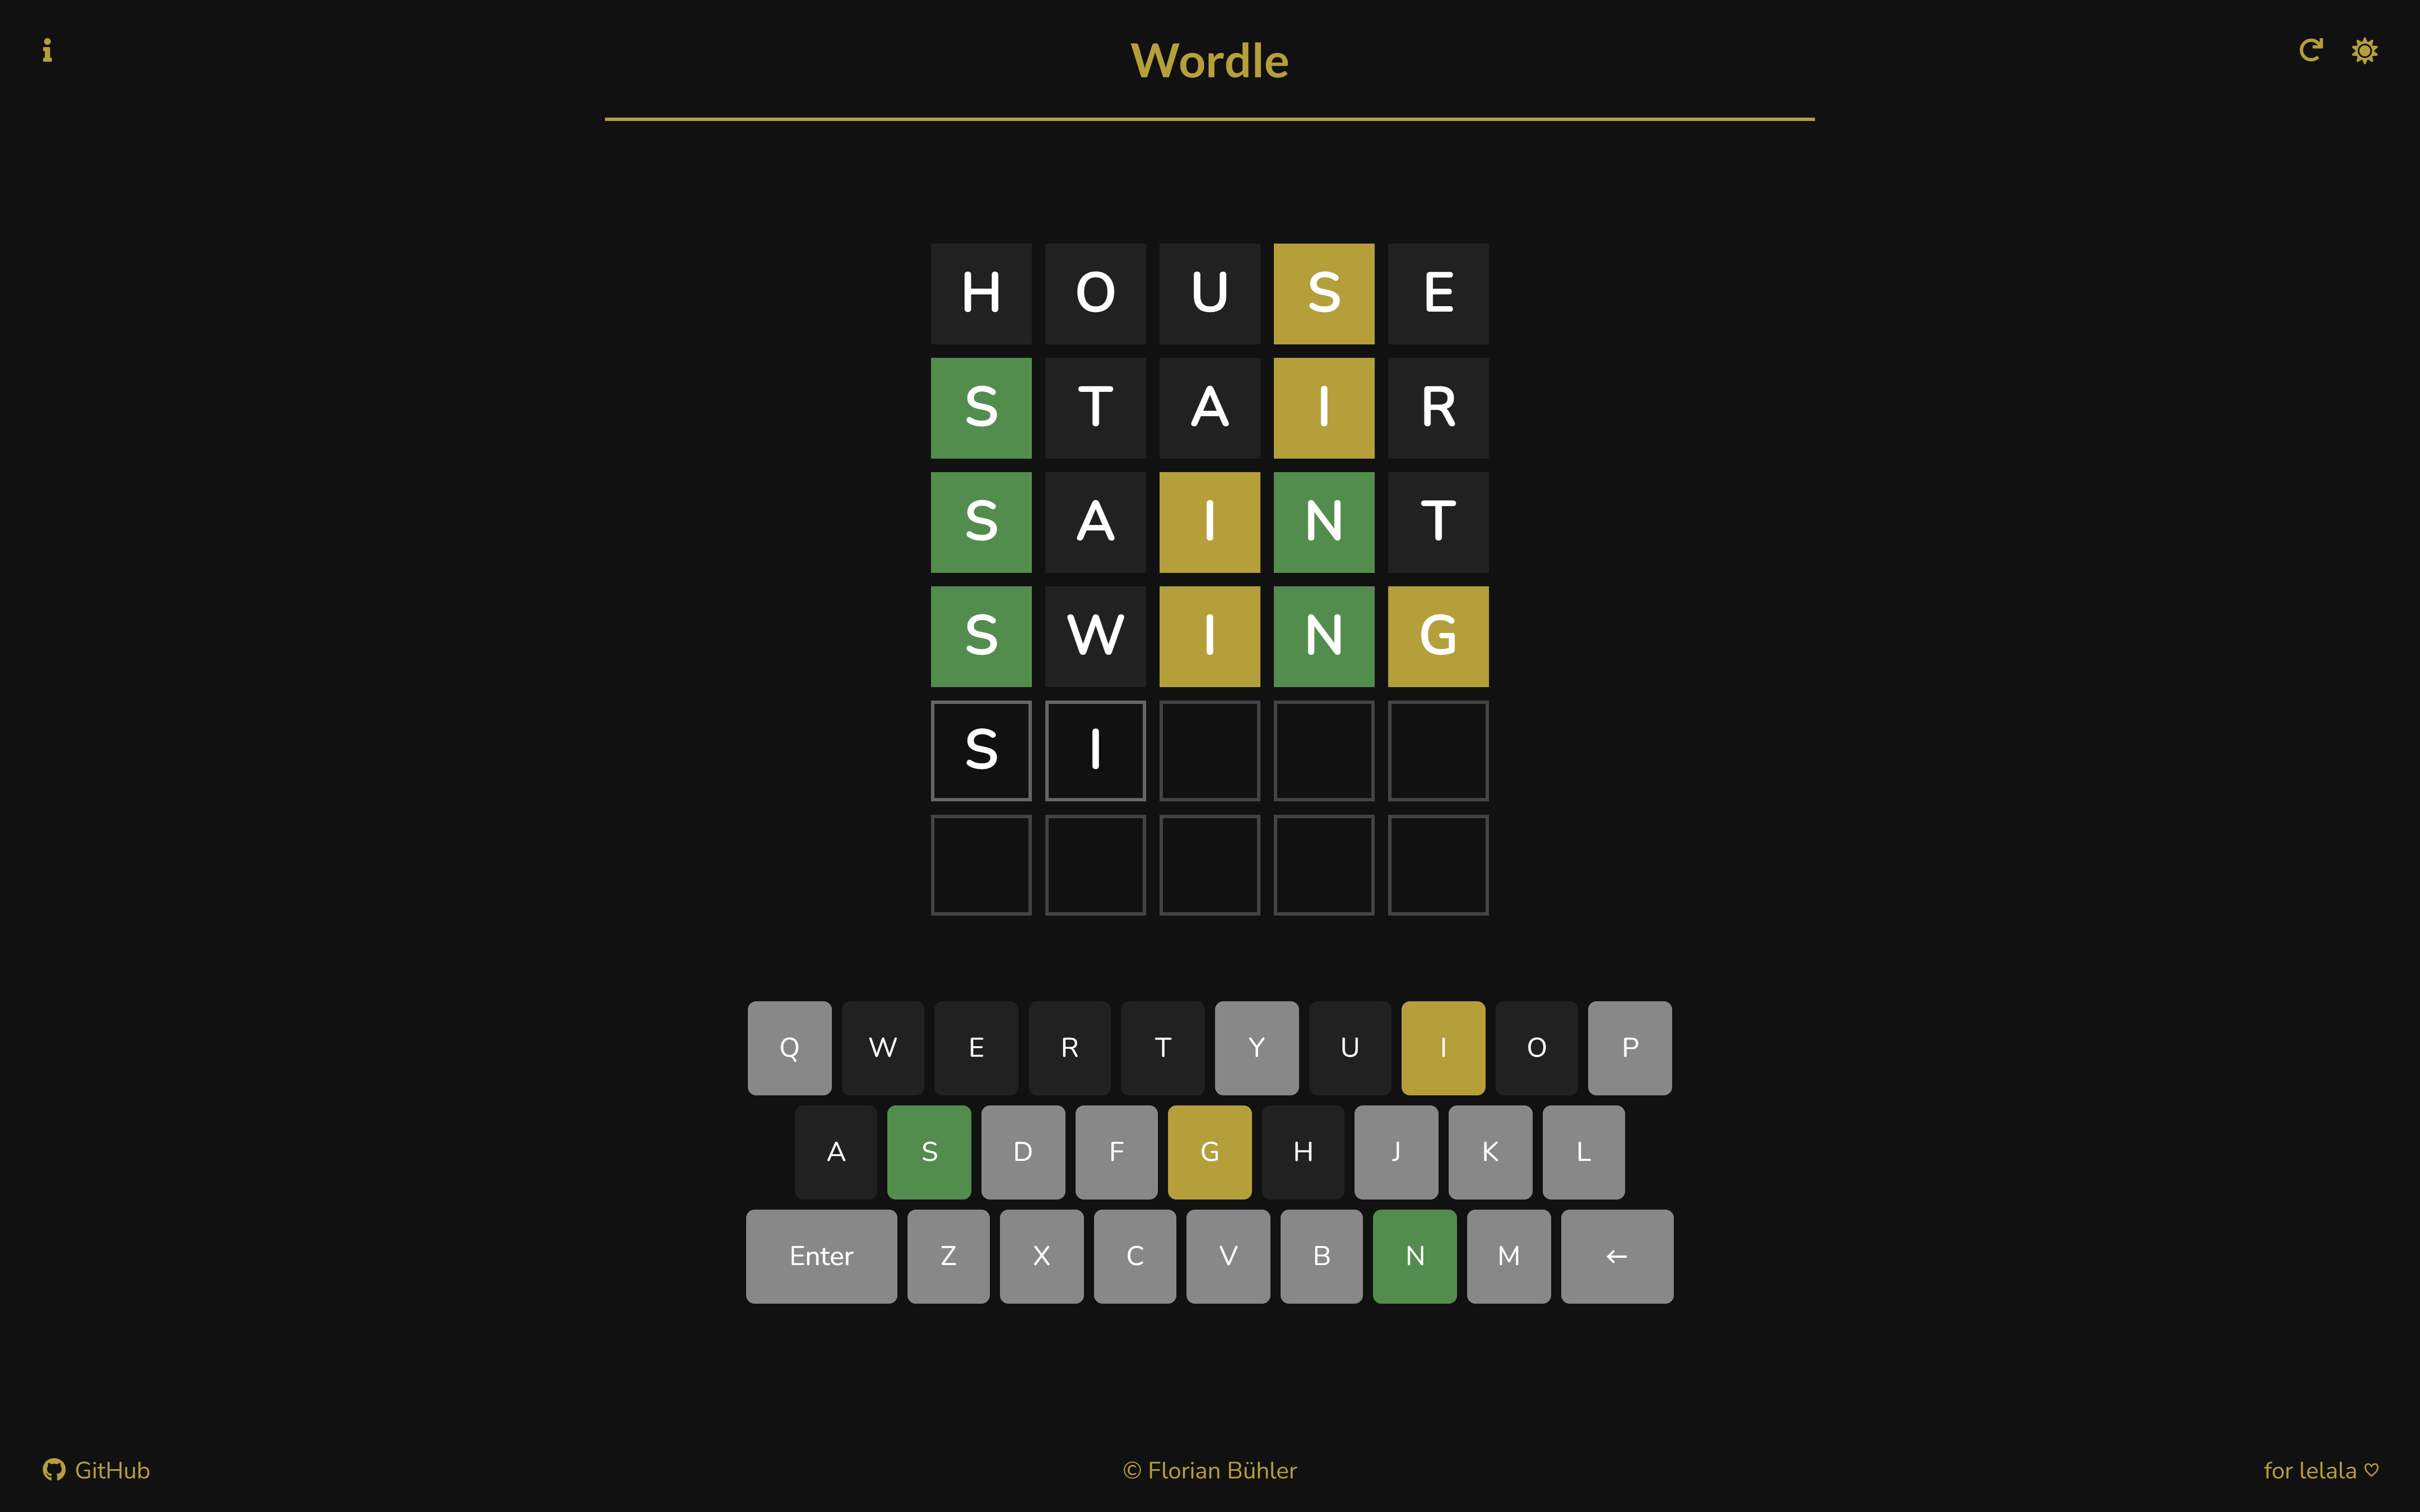 Wordle
H O U S E
S T A I R
S A I N T
S W I N G
S I
Q W E R T Y U I O P
A S D F G H J K L
Enter Z X C V B N M ←
GitHub
© Florian Bühler
for lelala ♡